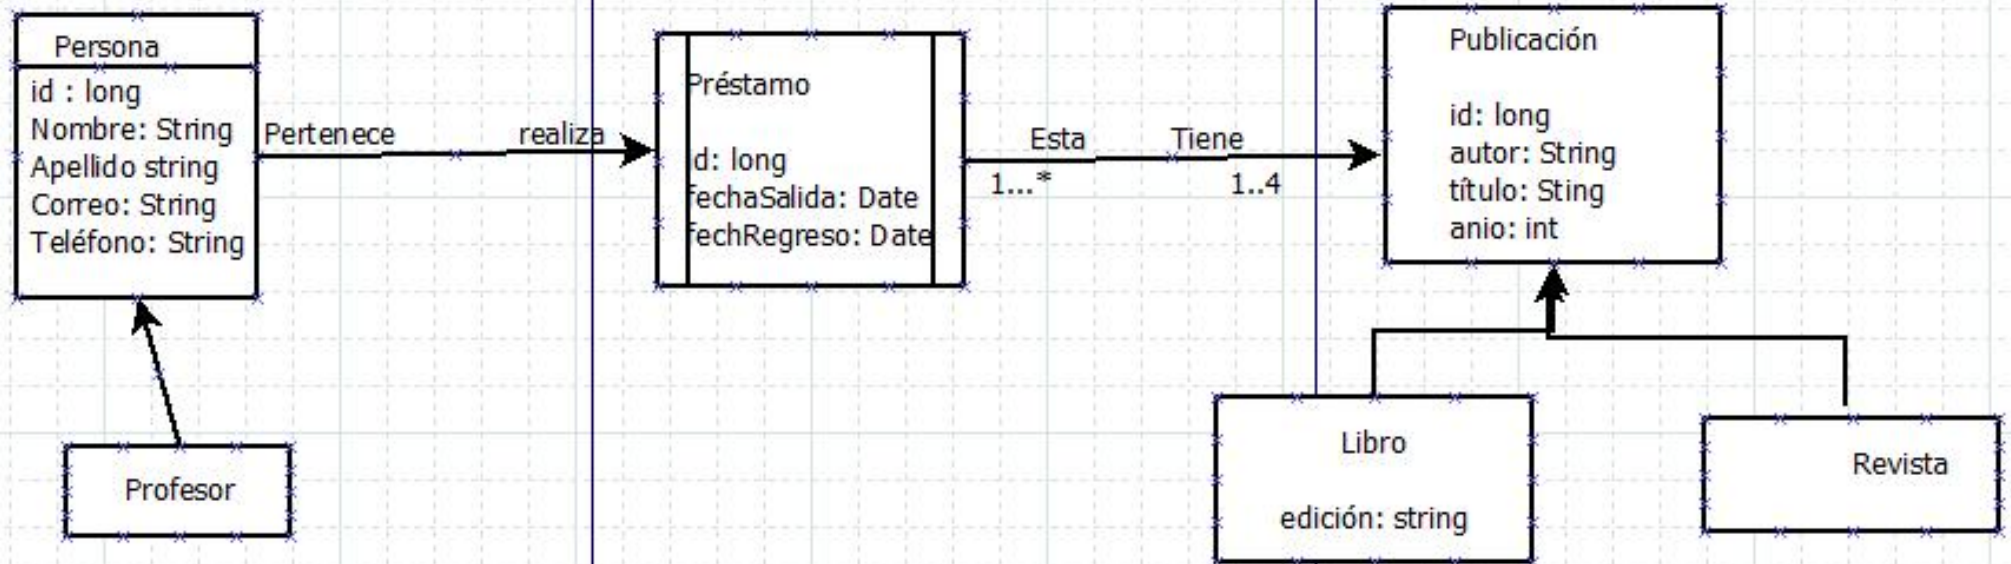 Persona
id : long
Nombre: String
Apellido string
Correo: String
Teléfono: String
Pertenece
realiza
Préstamo
id: long
fechaSalida: Date
fechRegreso: Date
Esta
Tiene
1...*
1..4
Publicación
id: long
autor: String
título: Sting
anio: int
Profesor
Libro
edición: string
Revista